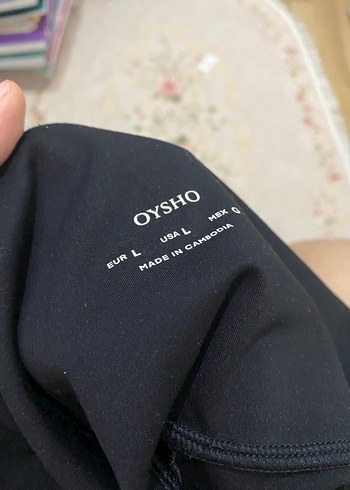 OYSHO
EUR L USA L MEX G
MADE IN CAMBODIA